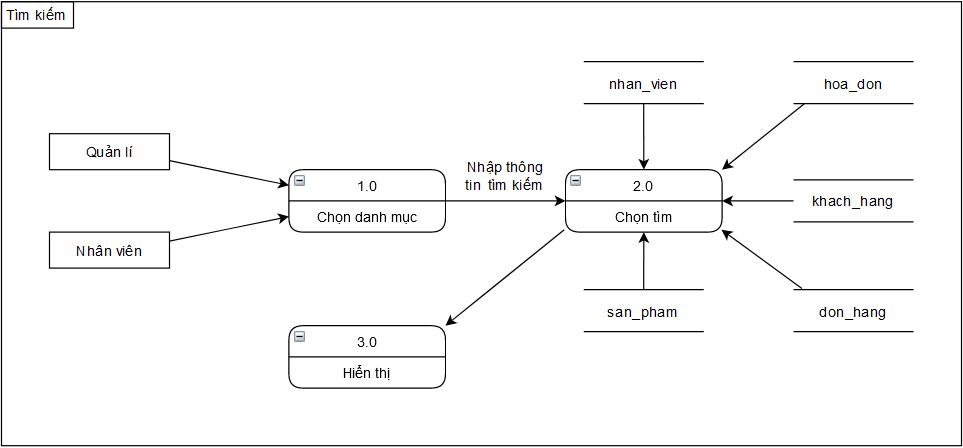 Tìm kiếm
nhan_vien
hoa_don
Quản lí
Nhập thông
tin tìm kiếm
1.0
Chọn danh mục
2.0
Chọn tìm
khach_hang
Nhân viên
san_pham
don_hang
3.0
Hiển thị